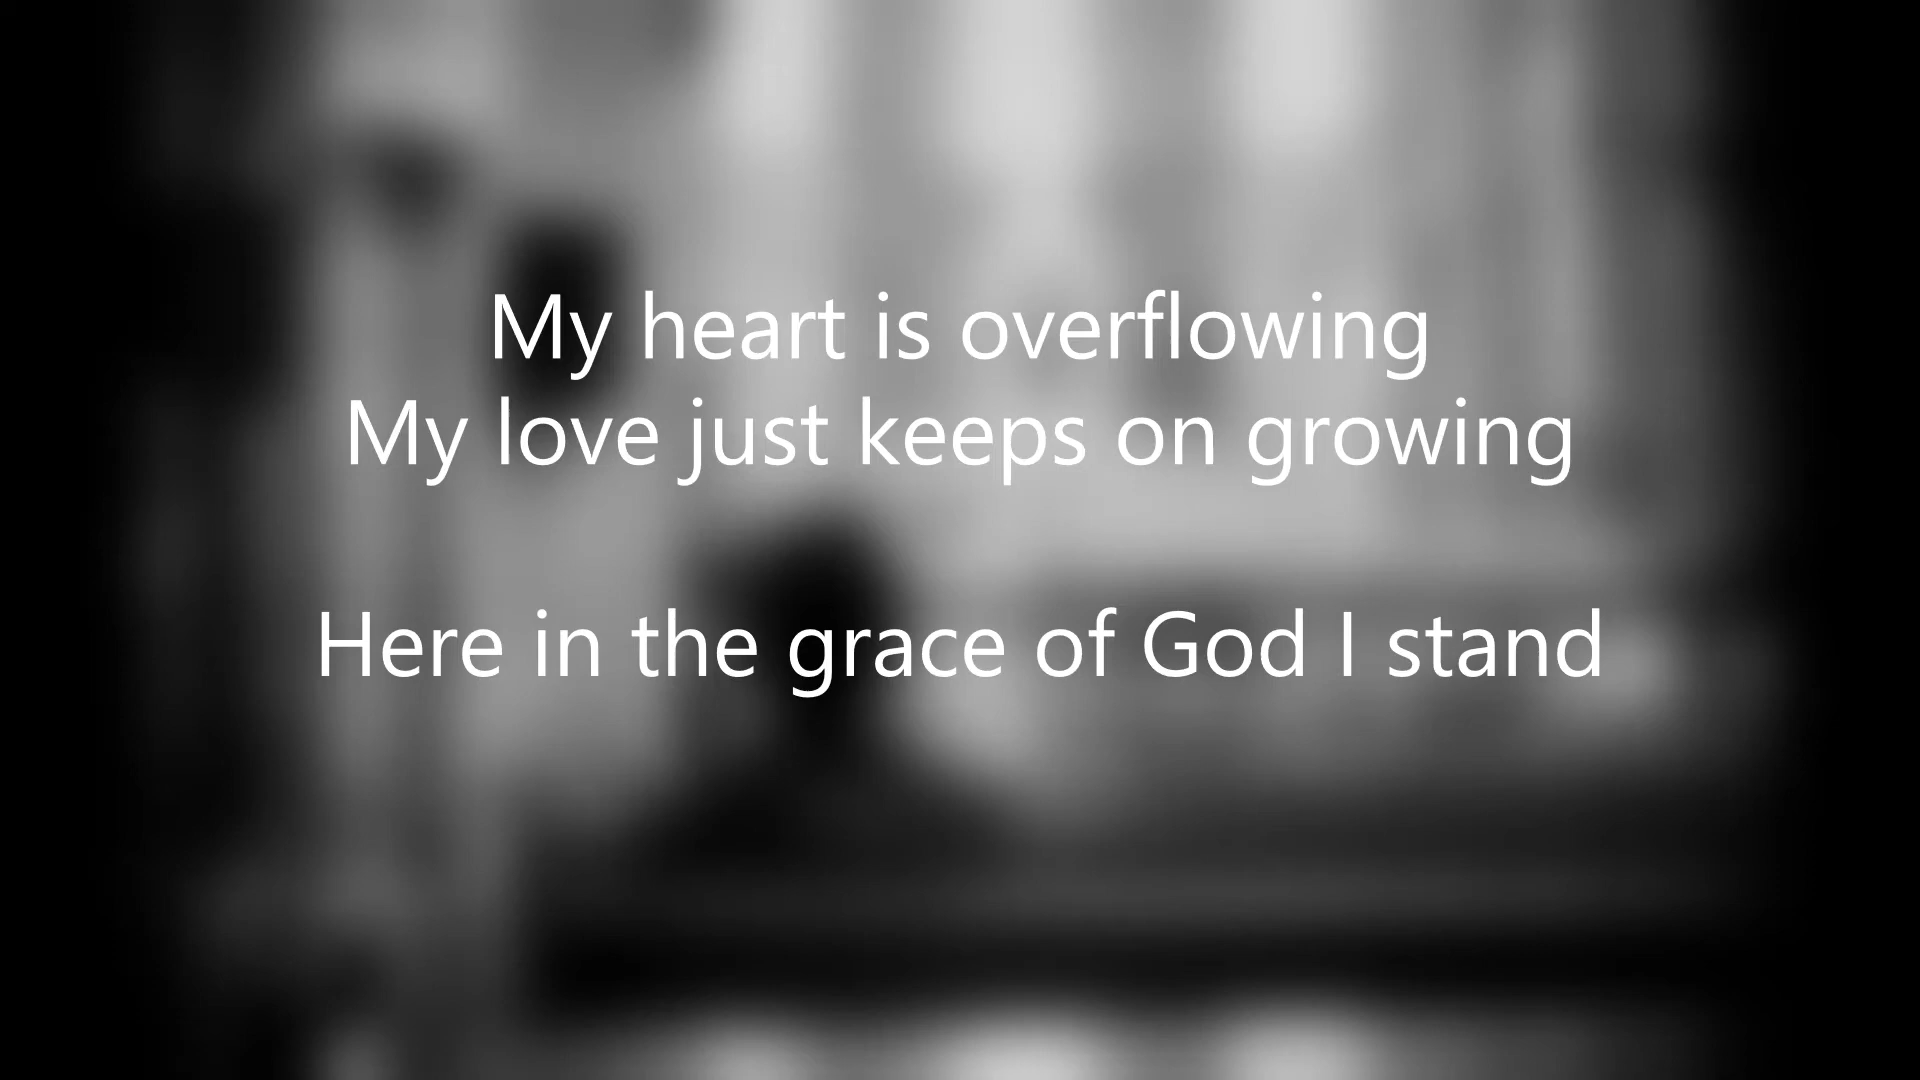 My heart is overflowing
My love just keeps on growing
Here in the grace of God I stand